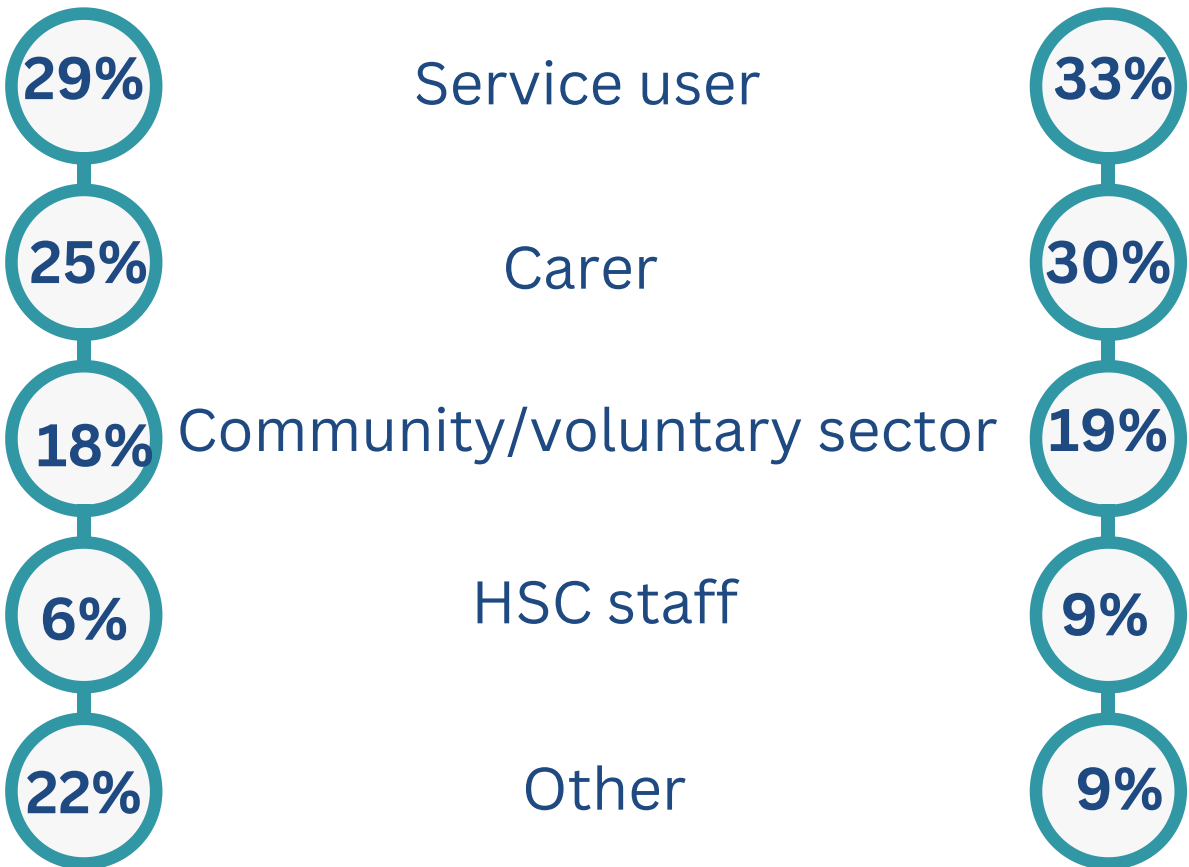 29% Service user 33%
25% Carer 30%
18% Community/voluntary sector 19%
6% HSC staff 9%
22% Other 9%